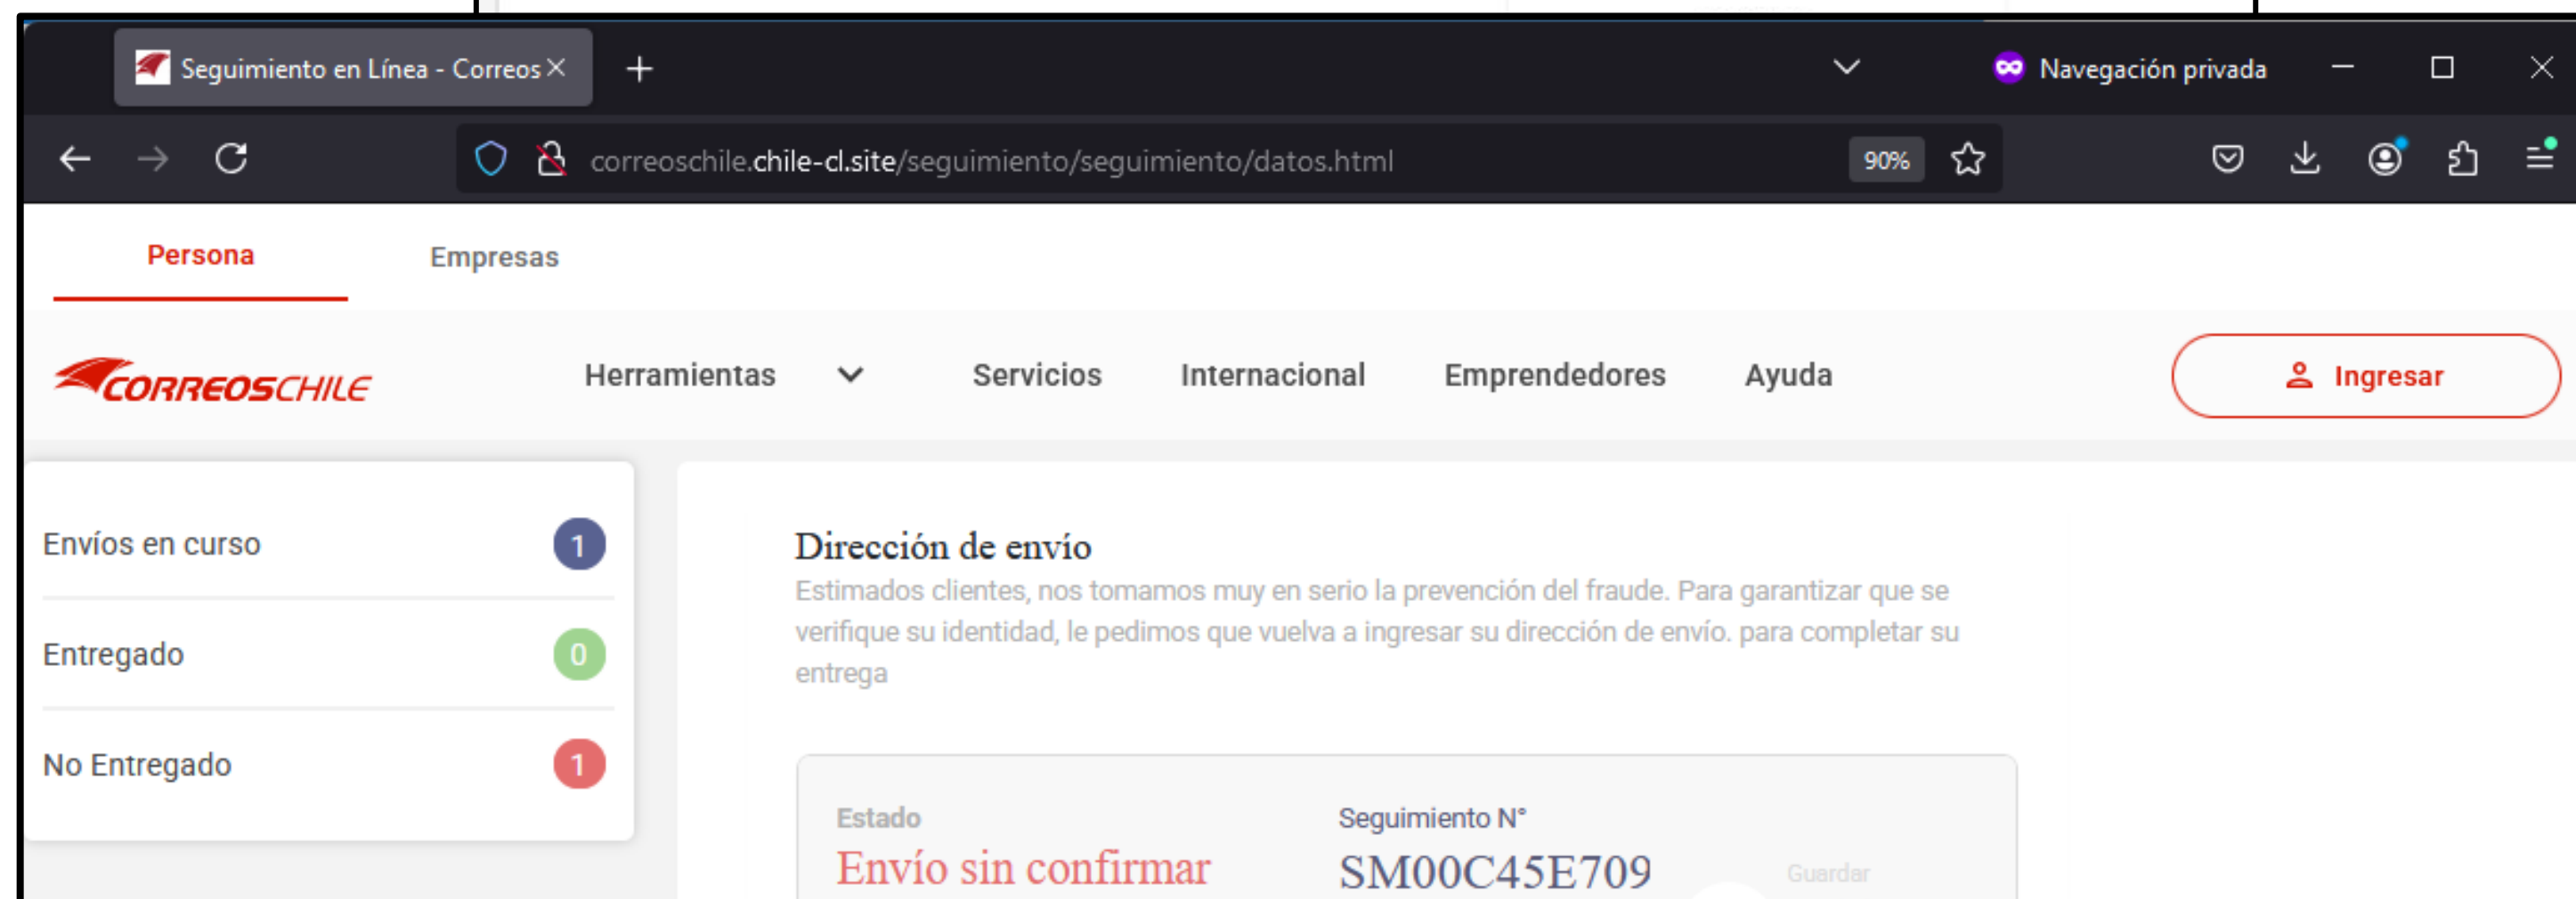 Seguimiento en Línea - Correos
Navegación privada
correoschile.chile-cl.site/seguimiento/seguimiento/datos.html
90%
Persona
Empresas
CORREOSCHILE
Herramientas
Servicios
Internacional
Emprendedores
Ayuda
Ingresar
Envíos en curso
1
Entregado
0
No Entregado
1
Dirección de envío
Estimados clientes, nos tomamos muy en serio la prevención del fraude. Para garantizar que se
verifique su identidad, le pedimos que vuelva a ingresar su dirección de envío. para completar su
entrega
Estado
Envío sin confirmar
Seguimiento N°
SM00C45E709
Guardar